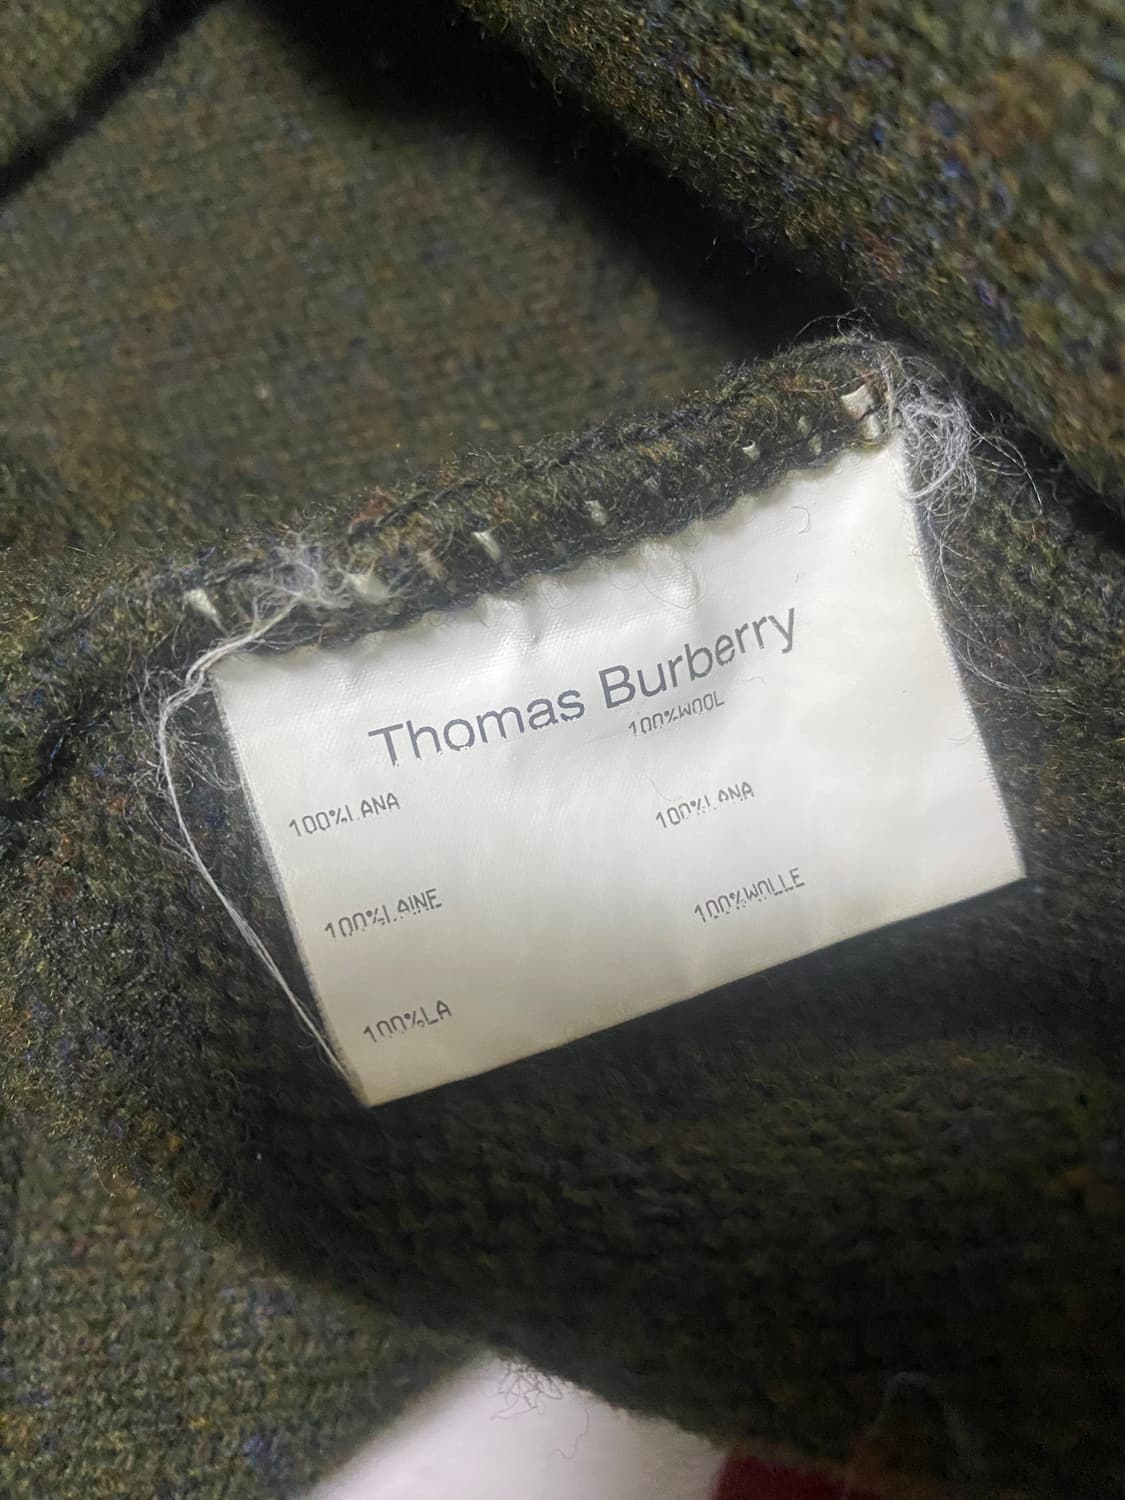 Thomas Burberry
100%WOOL
100%LANA 100%LANA
100%LAINE 100%WOLLE
100%LA